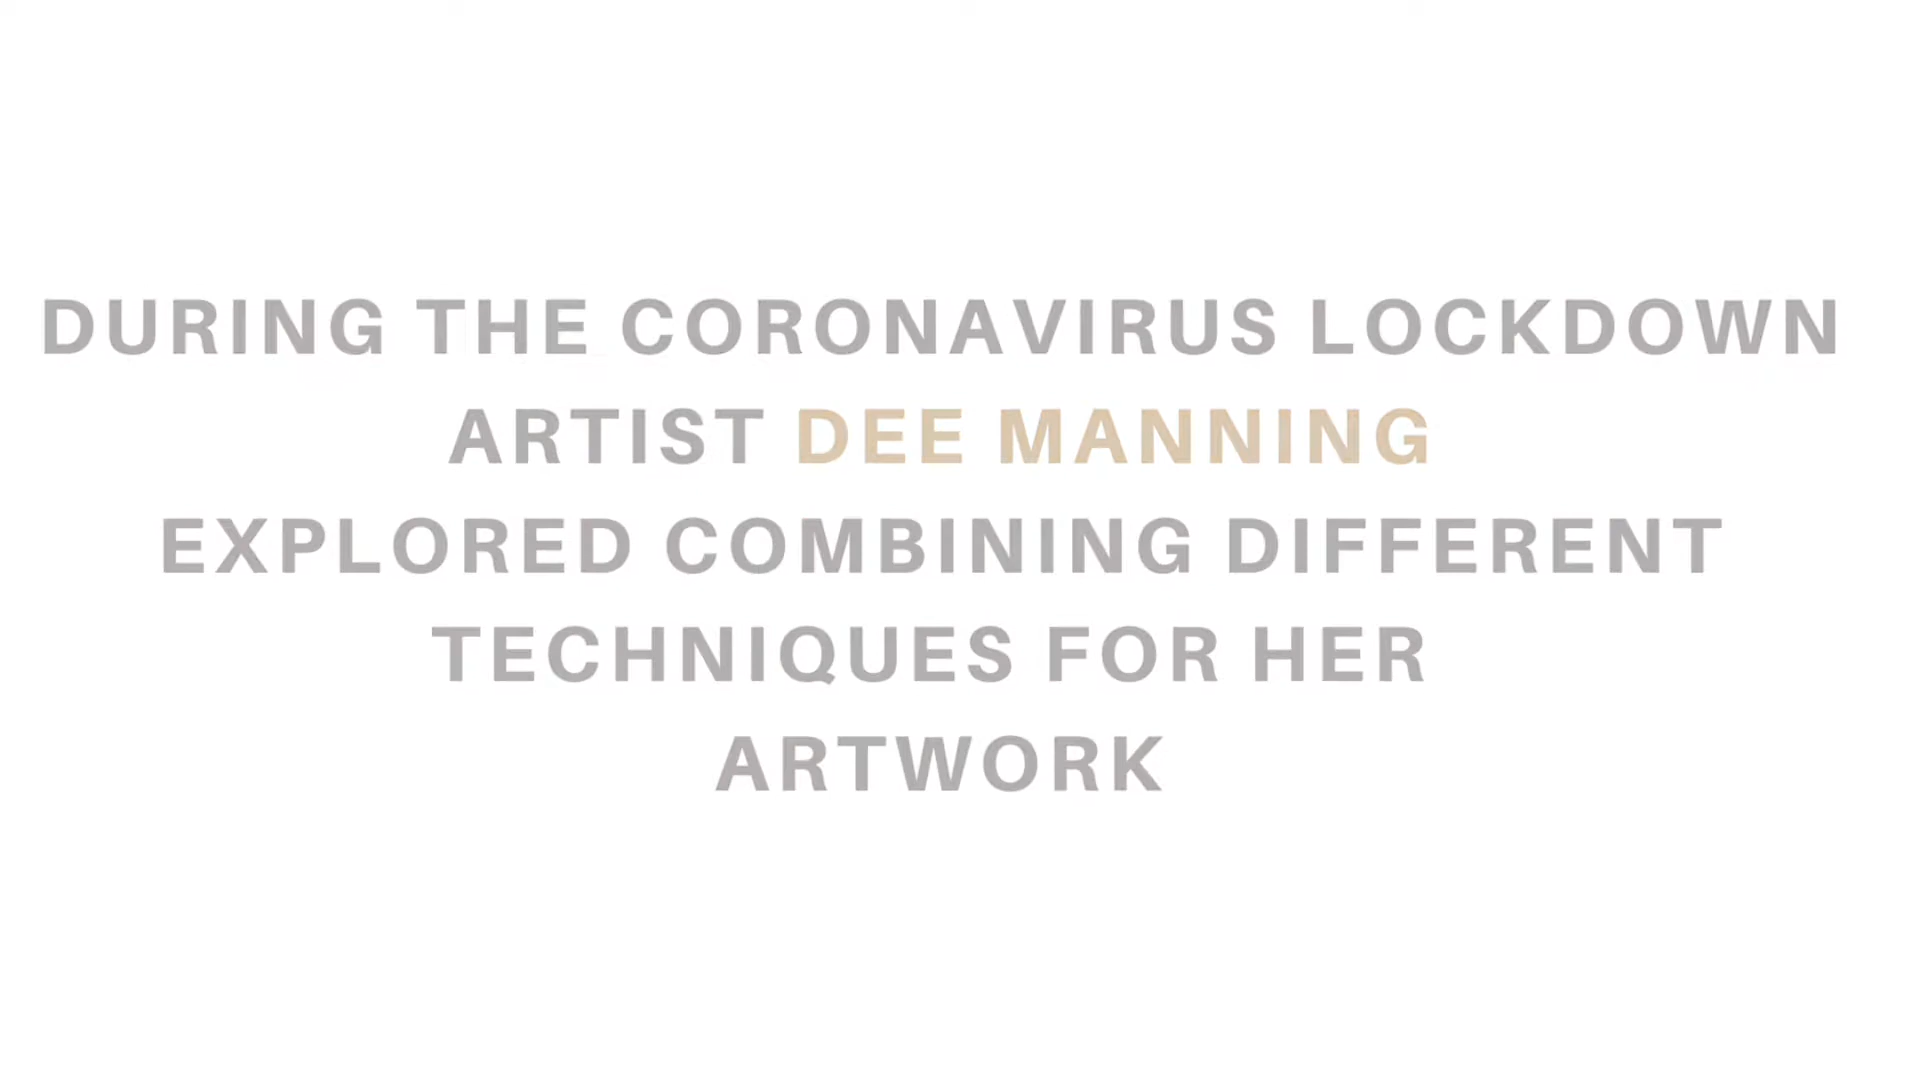 DURING THE CORONAVIRUS LOCKDOWN
ARTIST DEE MANNING
EXPLORED COMBINING DIFFERENT
TECHNIQUES FOR HER
ARTWORK